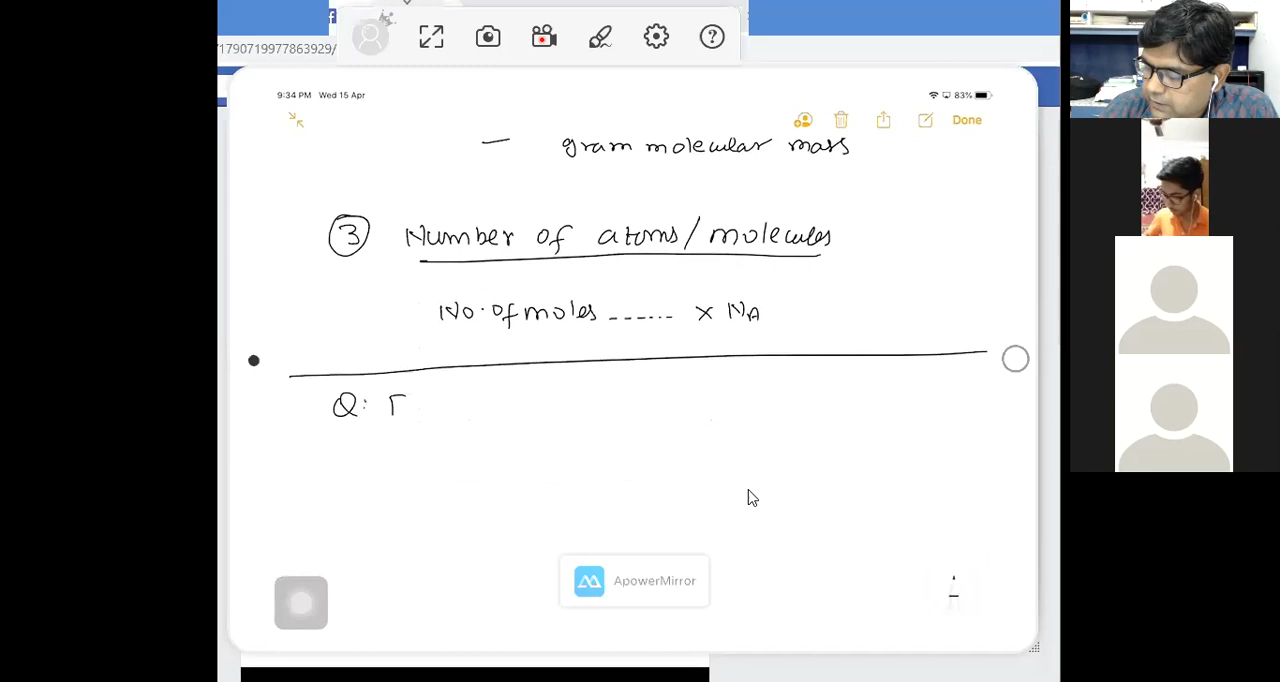 1790719977863929/
9:34 PM Wed 15 Apr
83%
Done
— gram molecular mass
3 Number of atoms/molecules
No. of moles ------ × NA
Q:
ApowerMirror